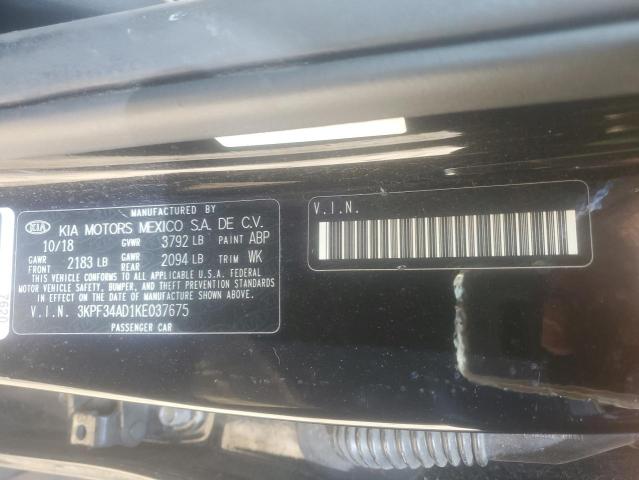 MANUFACTURED BY
KIA KIA MOTORS MEXICO S.A. DE C.V.
10/18 GVWR 3792 LB PAINT ABP
GAWR FRONT 2183 LB GAWR REAR 2094 LB TRIM WK
THIS VEHICLE CONFORMS TO ALL APPLICABLE U.S.A. FEDERAL
MOTOR VEHICLE SAFETY, BUMPER, AND THEFT PREVENTION STANDARDS
IN EFFECT ON THE DATE OF MANUFACTURE SHOWN ABOVE.
V.I.N. 3KPF34AD1KE037675
PASSENGER CAR
V.I.N.